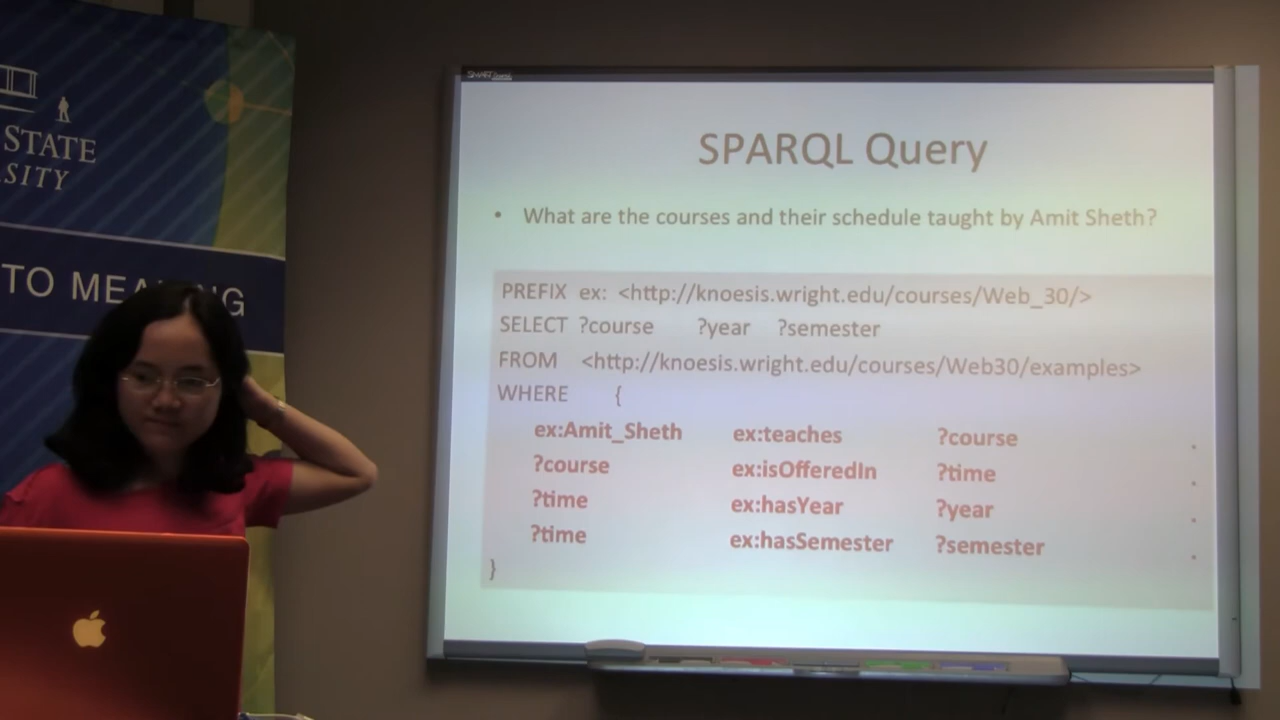 STATE
SITY
TO MEA
G
SMART
SPARQL Query
• What are the courses and their schedule taught by Amit Sheth?
PREFIX ex: <http://knoesis.wright.edu/courses/Web_30/>
SELECT ?course ?year ?semester
FROM <http://knoesis.wright.edu/courses/Web30/examples>
WHERE {
ex:Amit_Sheth ex:teaches ?course .
?course ex:isOfferedIn ?time .
?time ex:hasYear ?year .
?time ex:hasSemester ?semester .
}